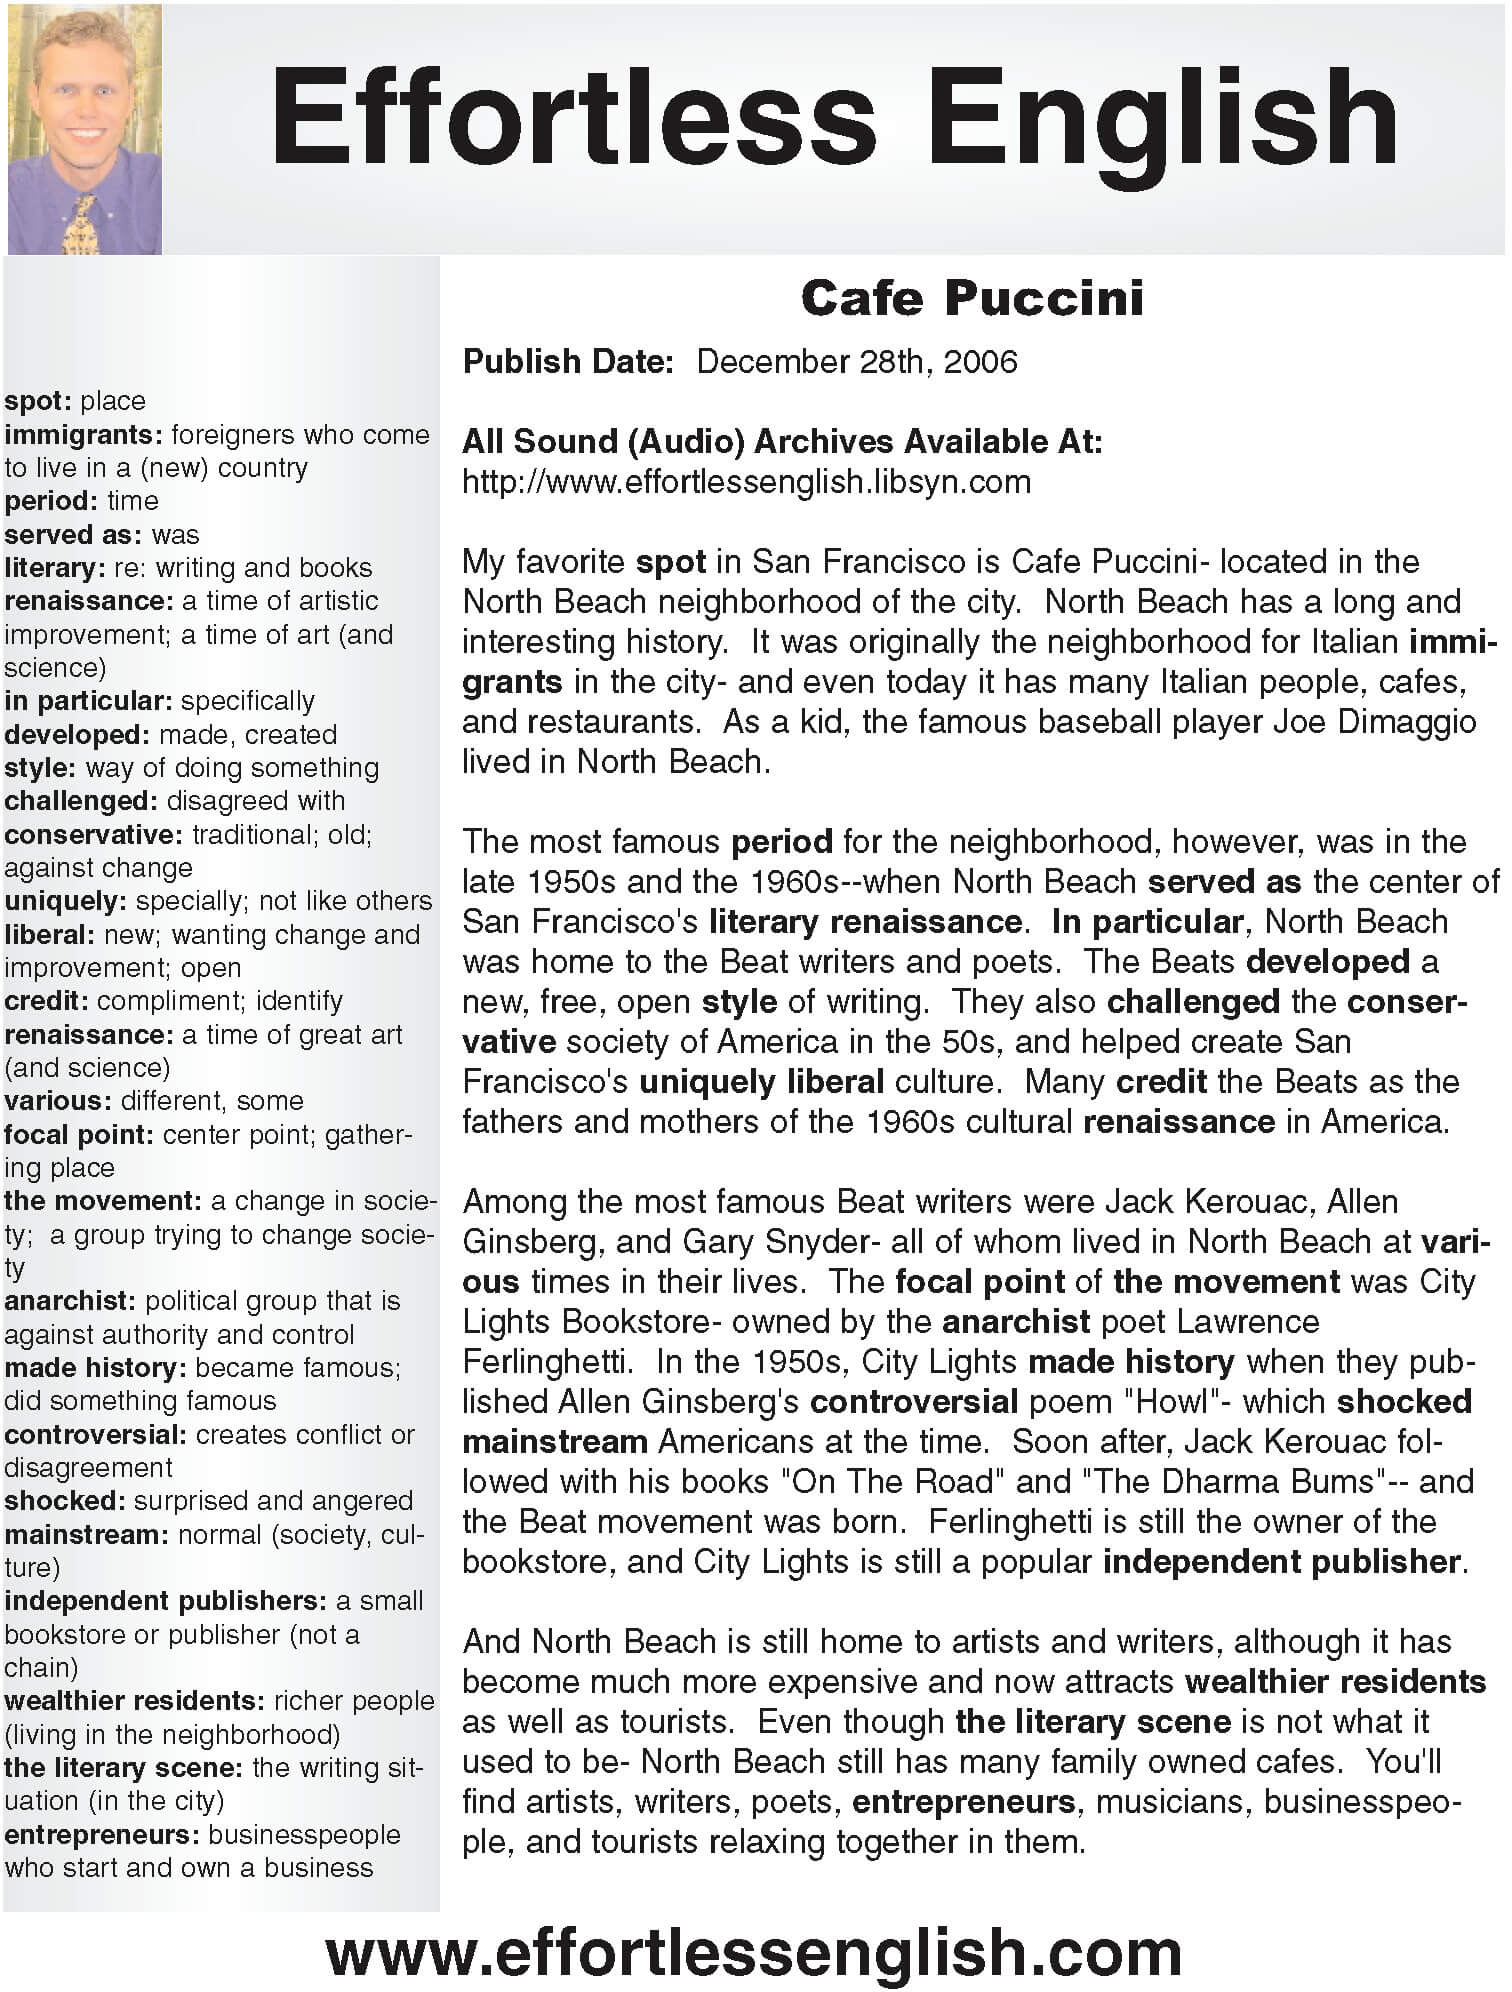 Effortless English
spot: place
immigrants: foreigners who come
to live in a (new) country
period: time
served as: was
literary: re: writing and books
renaissance: a time of artistic
improvement; a time of art (and
science)
in particular: specifically
developed: made, created
style: way of doing something
challenged: disagreed with
conservative: traditional; old;
against change
uniquely: specially; not like others
liberal: new; wanting change and
improvement; open
credit: compliment; identify
renaissance: a time of great art
(and science)
various: different, some
focal point: center point; gather-
ing place
the movement: a change in socie-
ty;  a group trying to change socie-
ty
anarchist: political group that is
against authority and control
made history: became famous;
did something famous
controversial: creates conflict or
disagreement
shocked: surprised and angered
mainstream: normal (society, cul-
ture)
independent publishers: a small
bookstore or publisher (not a
chain)
wealthier residents: richer people
(living in the neighborhood)
the literary scene: the writing sit-
uation (in the city)
entrepreneurs: businesspeople
who start and own a business
Cafe Puccini
Publish Date:  December 28th, 2006
All Sound (Audio) Archives Available At:
http://www.effortlessenglish.libsyn.com
My favorite spot in San Francisco is Cafe Puccini- located in the
North Beach neighborhood of the city.  North Beach has a long and
interesting history.  It was originally the neighborhood for Italian immi-
grants in the city- and even today it has many Italian people, cafes,
and restaurants.  As a kid, the famous baseball player Joe Dimaggio
lived in North Beach.
The most famous period for the neighborhood, however, was in the
late 1950s and the 1960s--when North Beach served as the center of
San Francisco's literary renaissance.  In particular, North Beach
was home to the Beat writers and poets.  The Beats developed a
new, free, open style of writing.  They also challenged the conser-
vative society of America in the 50s, and helped create San
Francisco's uniquely liberal culture.  Many credit the Beats as the
fathers and mothers of the 1960s cultural renaissance in America.
Among the most famous Beat writers were Jack Kerouac, Allen
Ginsberg, and Gary Snyder- all of whom lived in North Beach at vari-
ous times in their lives.  The focal point of the movement was City
Lights Bookstore- owned by the anarchist poet Lawrence
Ferlinghetti.  In the 1950s, City Lights made history when they pub-
lished Allen Ginsberg's controversial poem "Howl"- which shocked
mainstream Americans at the time.  Soon after, Jack Kerouac fol-
lowed with his books "On The Road" and "The Dharma Bums"-- and
the Beat movement was born.  Ferlinghetti is still the owner of the
bookstore, and City Lights is still a popular independent publisher.
And North Beach is still home to artists and writers, although it has
become much more expensive and now attracts wealthier residents
as well as tourists.  Even though the literary scene is not what it
used to be- North Beach still has many family owned cafes.  You'll
find artists, writers, poets, entrepreneurs, musicians, businesspeo-
ple, and tourists relaxing together in them.
www.effortlessenglish.com